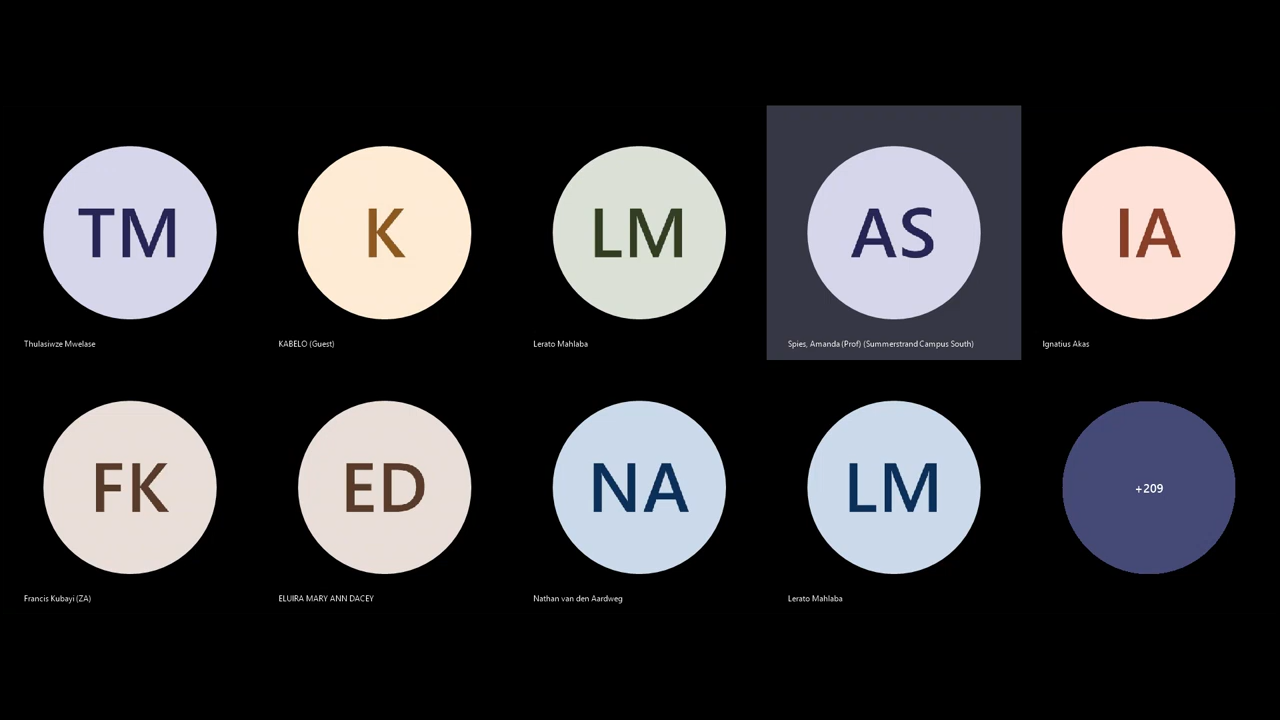 TM
K
LM
AS
IA
Thulasiwze Mwelase
KABELO (Guest)
Lerato Mahlaba
Spies, Amanda (Prof) (Summerstrand Campus South)
Ignatius Akas
FK
ED
NA
LM
+209
Francis Kubayi (ZA)
ELUIRA MARY ANN DACEY
Nathan van den Aardweg
Lerato Mahlaba